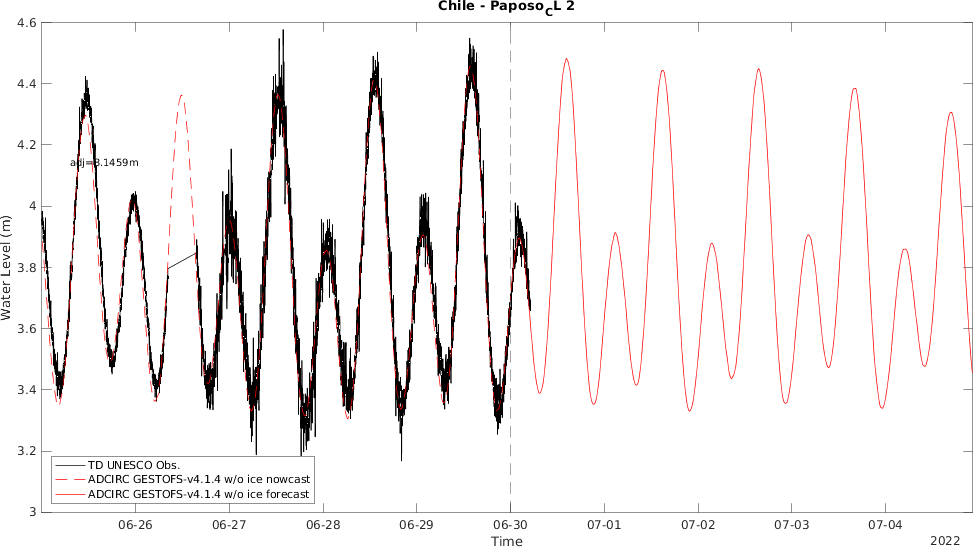 Chile - Paposo_CL 2
4.6
4.4
4.2
4
3.8
3.6
3.4
3.2
3
Water Level (m)
adj=3.1459m
TD UNESCO Obs.
ADCIRC GESTOFS-v4.1.4 w/o ice nowcast
ADCIRC GESTOFS-v4.1.4 w/o ice forecast
06-26
06-27
06-28
06-29
06-30
07-01
07-02
07-03
07-04
Time
2022